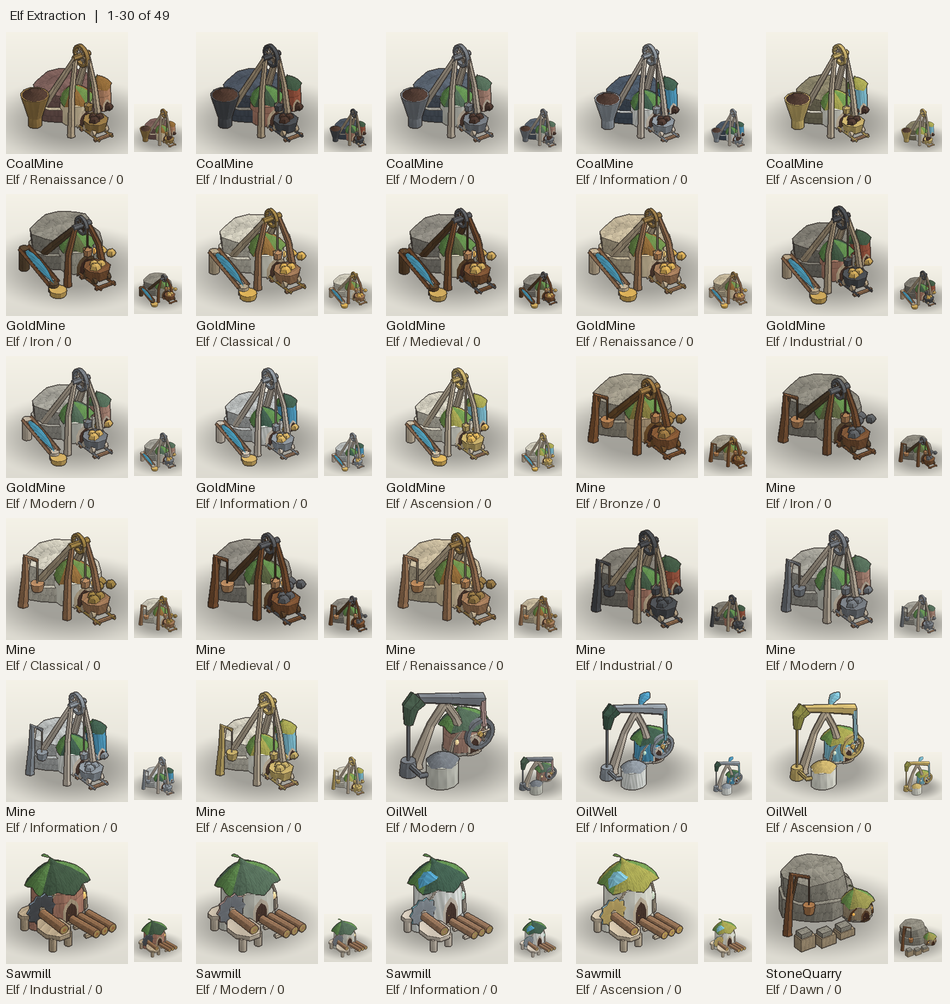 Elf Extraction | 1-30 of 49
CoalMine
Elf / Renaissance / 0
CoalMine
Elf / Industrial / 0
CoalMine
Elf / Modern / 0
CoalMine
Elf / Information / 0
CoalMine
Elf / Ascension / 0
GoldMine
Elf / Iron / 0
GoldMine
Elf / Classical / 0
GoldMine
Elf / Medieval / 0
GoldMine
Elf / Renaissance / 0
GoldMine
Elf / Industrial / 0
GoldMine
Elf / Modern / 0
GoldMine
Elf / Information / 0
GoldMine
Elf / Ascension / 0
Mine
Elf / Bronze / 0
Mine
Elf / Iron / 0
Mine
Elf / Classical / 0
Mine
Elf / Medieval / 0
Mine
Elf / Renaissance / 0
Mine
Elf / Industrial / 0
Mine
Elf / Modern / 0
Mine
Elf / Information / 0
Mine
Elf / Ascension / 0
OilWell
Elf / Modern / 0
OilWell
Elf / Information / 0
OilWell
Elf / Ascension / 0
Sawmill
Elf / Industrial / 0
Sawmill
Elf / Modern / 0
Sawmill
Elf / Information / 0
Sawmill
Elf / Ascension / 0
StoneQuarry
Elf / Dawn / 0